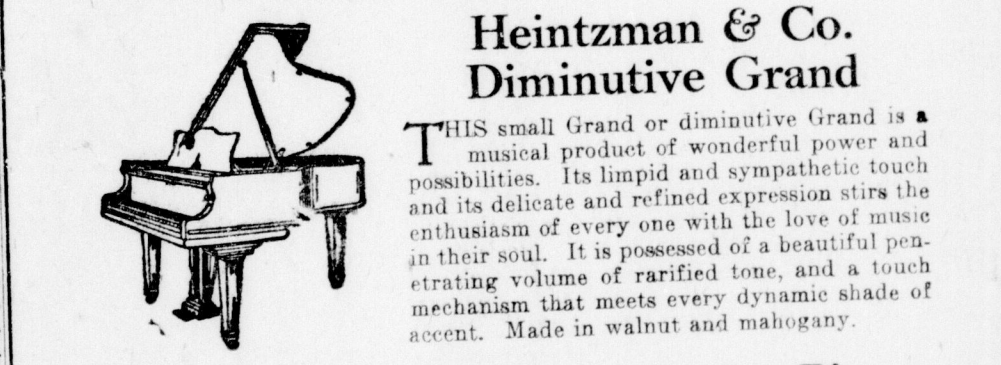 Heintzman & Co.
Diminutive Grand
THIS small Grand or diminutive Grand is a
musical product of wonderful power and
possibilities. Its limpid and sympathetic touch
and its delicate and refined expression stirs the
enthusiasm of every one with the love of music
in their soul. It is possessed of a beautiful pen-
etrating volume of rarified tone, and a touch
mechanism that meets every dynamic shade of
accent. Made in walnut and mahogany.